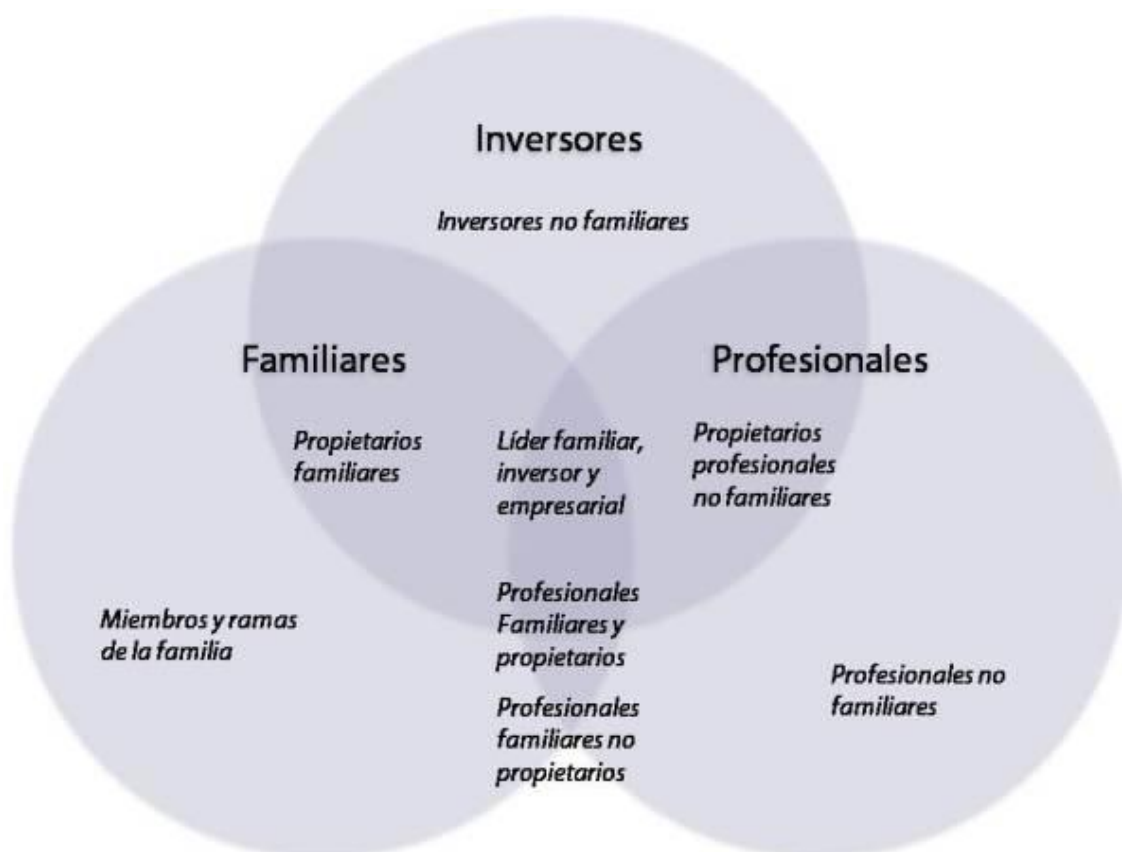 Inversores
Inversores no familiares
Familiares
Profesionales
Propietarios
familiares
Líder familiar,
inversor y
empresarial
Propietarios
profesionales
no familiares
Miembros y ramas
de la familia
Profesionales
Familiares y
propietarios
Profesionales
familiares no
propietarios
Profesionales no
familiares